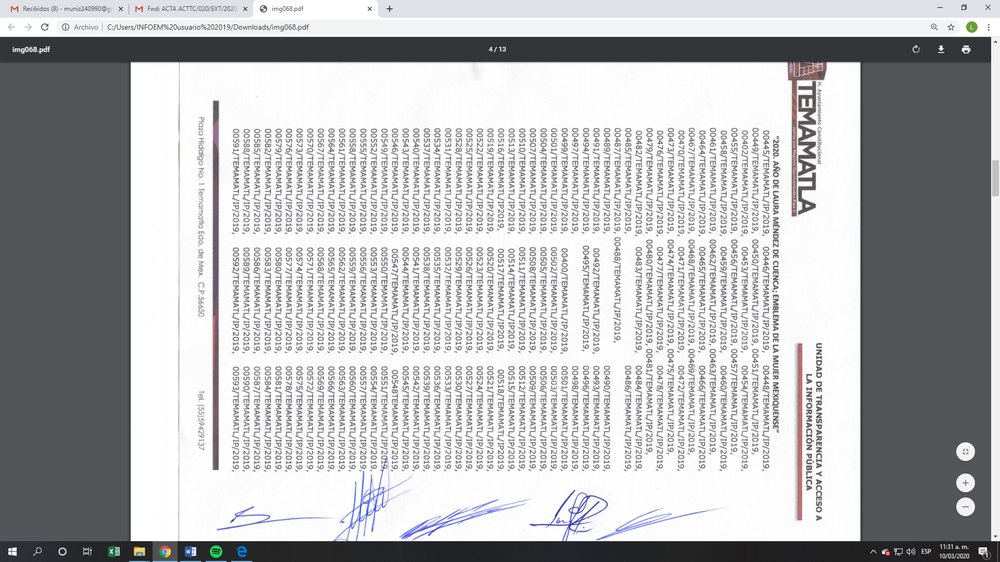 Recibidos (8) - muniz240990@gn
Fwd: ACTA ACTTC/020/EXT/2020
img068.pdf
Archivo
C:/Users/INFOEM%20usuario%202019/Downloads/img068.pdf
L
img068.pdf
4 / 13
H. Ayuntamiento Constitucional
TEMAMATLA
Juntos por Mejores Oportunidades Para ti
UNIDAD DE TRANSPARENCIA Y ACCESO A
LA INFORMACIÓN PÚBLICA
"2020. AÑO DE LAURA MÉNDEZ DE CUENCA; EMBLEMA DE LA MUJER MEXIQUENSE"
00445/TEMAMATL/IP/2019, 00446/TEMAMATL/IP/2019, 00448/TEMAMATL/IP/2019,
00449/TEMAMATL/IP/2019, 00450/TEMAMATL/IP/2019, 00451/TEMAMATL/IP/2019,
00402/TEMAMATL/IP/2019, 00453/TEMAMATL/IP/2019, 00454/TEMAMATL/IP/2019,
00455/TEMAMATL/IP/2019, 00456/TEMAMATL/IP/2019, 00457/TEMAMATL/IP/2019,
00458/TEMAMATL/IP/2019, 00459/TEMAMATL/IP/2019, 00460/TEMAMATL/IP/2019,
00461/TEMAMATL/IP/2019, 00462/TEMAMATL/IP/2019, 00463/TEMAMATL/IP/2019,
00464/TEMAMATL/IP/2019, 00465/TEMAMATL/IP/2019, 00466/TEMAMATL/IP/2019,
00467/TEMAMATL/IP/2019, 00468/TEMAMATL/IP/2019, 00469/TEMAMATL/IP/2019,
00470/TEMAMATL/IP/2019, 00471/TEMAMATL/IP/2019, 00472/TEMAMATL/IP/2019,
00473/TEMAMATL/IP/2019, 00474/TEMAMATL/IP/2019, 00475/TEMAMATL/IP/2019,
00476/TEMAMATL/IP/2019, 00477/TEMAMATL/IP/2019, 00478/TEMAMATL/IP/2019,
00479/TEMAMATL/IP/2019, 00480/TEMAMATL/IP/2019, 00481/TEMAMATL/IP/2019,
00482/TEMAMATL/IP/2019, 00483/TEMAMATL/IP/2019, 00484/TEMAMATL/IP/2019,
00485/TEMAMATL/IP/2019, 00486/TEMAMATL/IP/2019,
00487/TEMAMATL/IP/2019, 00488/TEMAMATL/IP/2019,
00489/TEMAMATL/IP/2019, 00490/TEMAMATL/IP/2019,
00491/TEMAMATL/IP/2019, 00492/TEMAMATL/IP/2019, 00493/TEMAMATL/IP/2019,
00494/TEMAMATL/IP/2019, 00495/TEMAMATL/IP/2019, 00496/TEMAMATL/IP/2019,
00497/TEMAMATL/IP/2019, 00498/TEMAMATL/IP/2019,
00499/TEMAMATL/IP/2019, 00400/TEMAMATL/IP/2019, 00501/TEMAMATL/IP/2019,
00501/TEMAMATL/IP/2019, 00502/TEMAMATL/IP/2019, 00503/TEMAMATL/IP/2019,
00504/TEMAMATL/IP/2019, 00505/TEMAMATL/IP/2019, 00506/TEMAMATL/IP/2019,
00507/TEMAMATL/IP/2019, 00508/TEMAMATL/IP/2019, 00509/TEMAMATL/IP/2019,
00510/TEMAMATL/IP/2019, 00511/TEMAMATL/IP/2019, 00512/TEMAMATL/IP/2019,
00513/TEMAMATL/IP/2019, 00514/TEMAMATL/IP2019, 00515/TEMAMATL/IP/2019,
00516/TEMAMATL/IP2019, 00517/TEMAMATL/IP2019, 00518/TEMAMATL/IP2019,
00519/TEMAMATL/IP/2019, 00520/TEMAMATL/IP/2019, 00521/TEMAMATL/IP/2019,
00522/TEMAMATL/IP/2019, 00523/TEMAMATL/IP/2019, 00524/TEMAMATL/IP/2019,
00525/TEMAMATL/IP/2019, 00526/TEMAMATL/IP/2019, 00527/TEMAMATL/IP/2019,
00528/TEMAMATL/IP/2019, 00529/TEMAMATL/IP/2019, 00530/TEMAMATL/IP/2019,
00531/TEMAMATL/IP/2019, 00532/TEMAMATL/IP/2019, 00533/TEMAMATL/IP/2019,
00534/TEMAMATL/IP/2019, 00535/TEMAMATL/IP/2019, 00536/TEMAMATL/IP/2019,
00537/TEMAMATL/IP/2019, 00538/TEMAMATL/IP/2019, 00539/TEMAMATL/IP/2019,
00540/TEMAMATL/IP/2019, 00541/TEMAMATL/IP/2019, 00542/TEMAMATL/IP/2019,
00543/TEMAMATL/IP/2019, 00544/TEMAMATL/IP/2019, 00545/TEMAMATL/IP/2019,
00546/TEMAMATL/IP/2019, 00547/TEMAMATL/IP/2019, 00548TEMAMATL/IP/2019,
00549/TEMAMATL/IP/2019, 00550/TEMAMATL/IP/2019, 00551/TEMAMATL/IP/2019,
00552/TEMAMATL/IP/2019, 00553/TEMAMATL/IP/2019, 00554/TEMAMATL/IP/2019,
00555/TEMAMATL/IP/2019, 00556/TEMAMATL/IP/2019, 00557/TEMAMATL/IP/2019,
00558/TEMAMATL/IP/2019, 00559/TEMAMATL/IP/2019, 00560/TEMAMATL/IP/2019,
00561/TEMAMATL/IP/2019, 00562/TEMAMATL/IP/2019, 00563/TEMAMATL/IP/2019,
00564/TEMAMATL/IP/2019, 00565/TEMAMATL/IP/2019, 00566/TEMAMATL/IP/2019,
00567/TEMAMATL/IP/2019, 00568/TEMAMATL/IP/2019, 00569/TEMAMATL/IP/2019,
00570/TEMAMATL/IP/2019, 00571/TEMAMATL/IP/2019, 00572/TEMAMATL/IP/2019,
00573/TEMAMATL/IP/2019, 00574/TEMAMATL/IP/2019, 00575/TEMAMATL/IP/2019,
00576/TEMAMATL/IP/2019, 00577/TEMAMATL/IP/2019, 00578/TEMAMATL/IP/2019,
00579/TEMAMATL/IP/2019, 00580/TEMAMATL/IP/2019, 00581/TEMAMATL/IP/2019,
00582/TEMAMATL/IP/2019, 00583/TEMAMATL/IP/2019, 00584/TEMAMATL/IP/2019,
00585/TEMAMATL/IP/2019, 00586/TEMAMATL/IP/2019, 00587/TEMAMATL/IP/2019,
00588/TEMAMATL/IP/2019, 00589/TEMAMATL/IP/2019, 00590/TEMAMATL/IP/2019,
00591/TEMAMATL/IP/2019, 00592/TEMAMATL/IP/2019, 00593/TEMAMATL/IP/2019,
Plaza Hidalgo No. 1 Temamatla Edo. de Mex. C.P.56650
Tel. (55)59429137
ESP
11:31 a. m.
10/03/2020
1